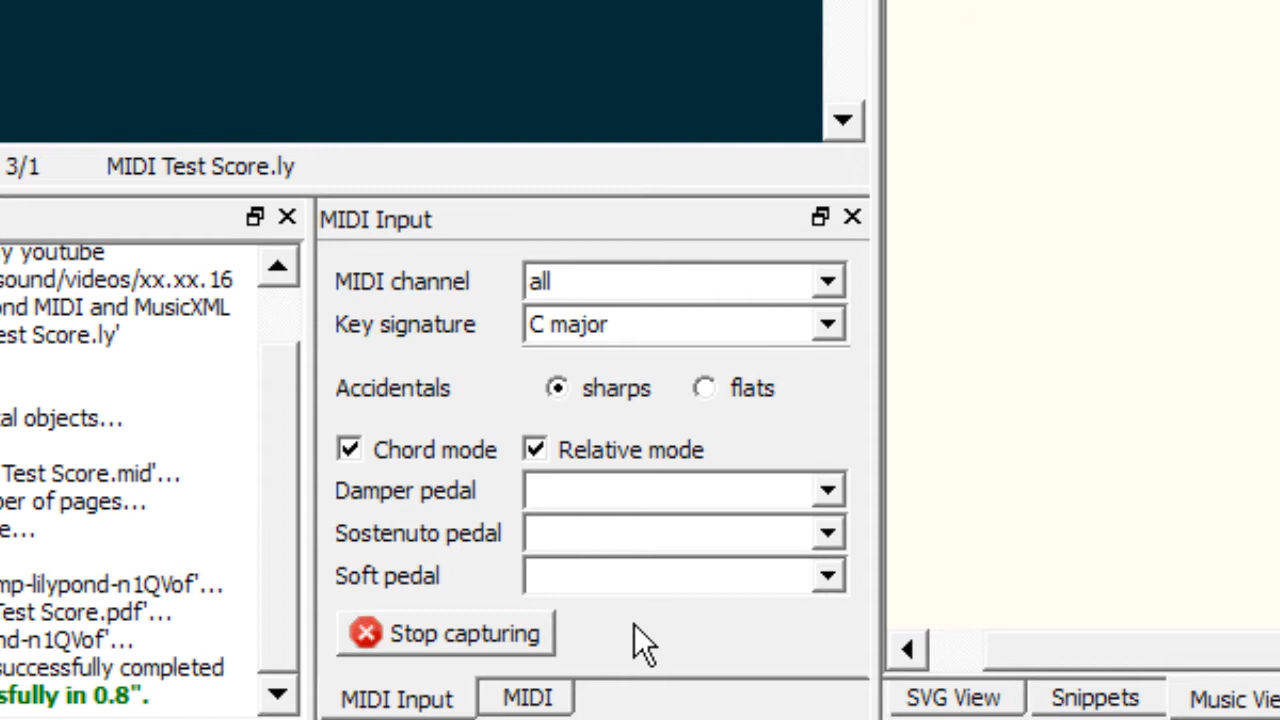 3/1 MIDI Test Score.ly
y youtube
sound/videos/xx.xx.16
ond MIDI and MusicXML
est Score.ly'
al objects...
Test Score.mid'...
ber of pages...
e...
mp-lilypond-n1QVof'...
Test Score.pdf'...
nd-n1QVof'...
successfully completed
sfully in 0.8".
MIDI Input
MIDI channel all
Key signature C major
Accidentals sharps flats
Chord mode Relative mode
Damper pedal
Sostenuto pedal
Soft pedal
Stop capturing
MIDI Input MIDI
SVG View Snippets Music Vie